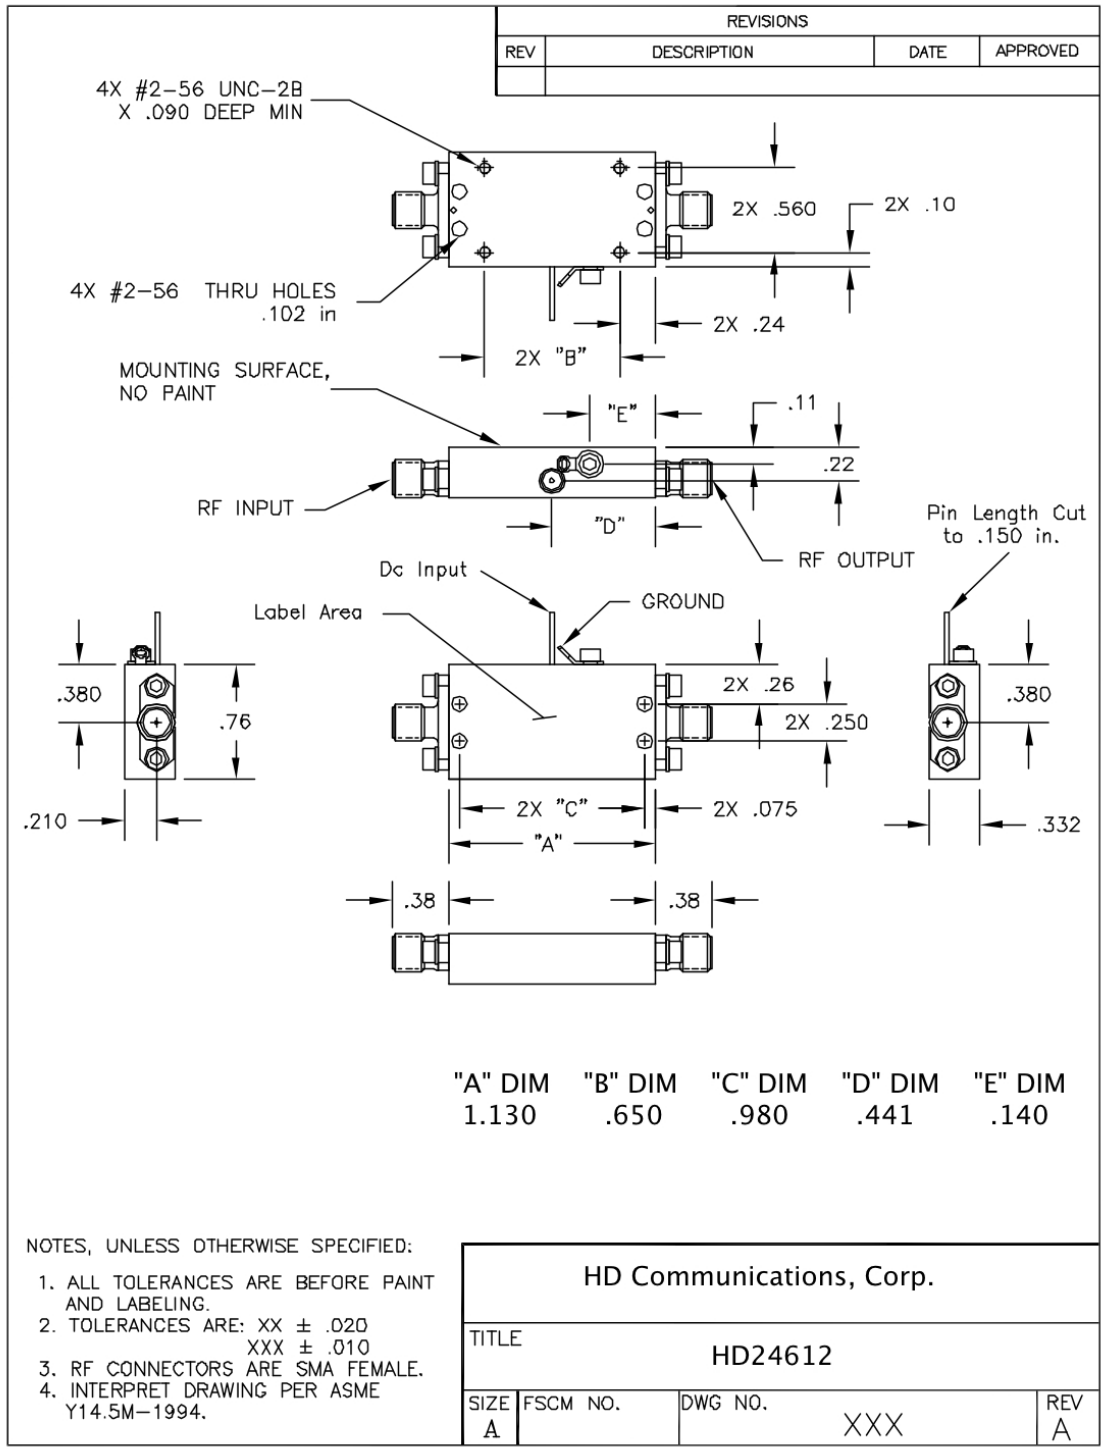 REVISIONS
REV DESCRIPTION DATE APPROVED
4X #2-56 UNC-2B
X .090 DEEP MIN
2X .560
2X .10
4X #2-56 THRU HOLES
.102 in
2X .24
2X "B"
MOUNTING SURFACE,
NO PAINT
"E"
.11
.22
RF INPUT
"D"
RF OUTPUT
Pin Length Cut
to .150 in.
Dc Input
GROUND
Label Area
.380
.76
2X .26
2X .250
.380
.210
2X "C"
2X .075
.332
"A"
.38
.38
"A" DIM "B" DIM "C" DIM "D" DIM "E" DIM
1.130 .650 .980 .441 .140
NOTES, UNLESS OTHERWISE SPECIFIED:
1. ALL TOLERANCES ARE BEFORE PAINT
AND LABELING.
2. TOLERANCES ARE: XX ± .020
XXX ± .010
3. RF CONNECTORS ARE SMA FEMALE.
4. INTERPRET DRAWING PER ASME
Y14.5M-1994.
HD Communications, Corp.
TITLE
HD24612
SIZE FSCM NO. DWG NO. REV
A XXX A